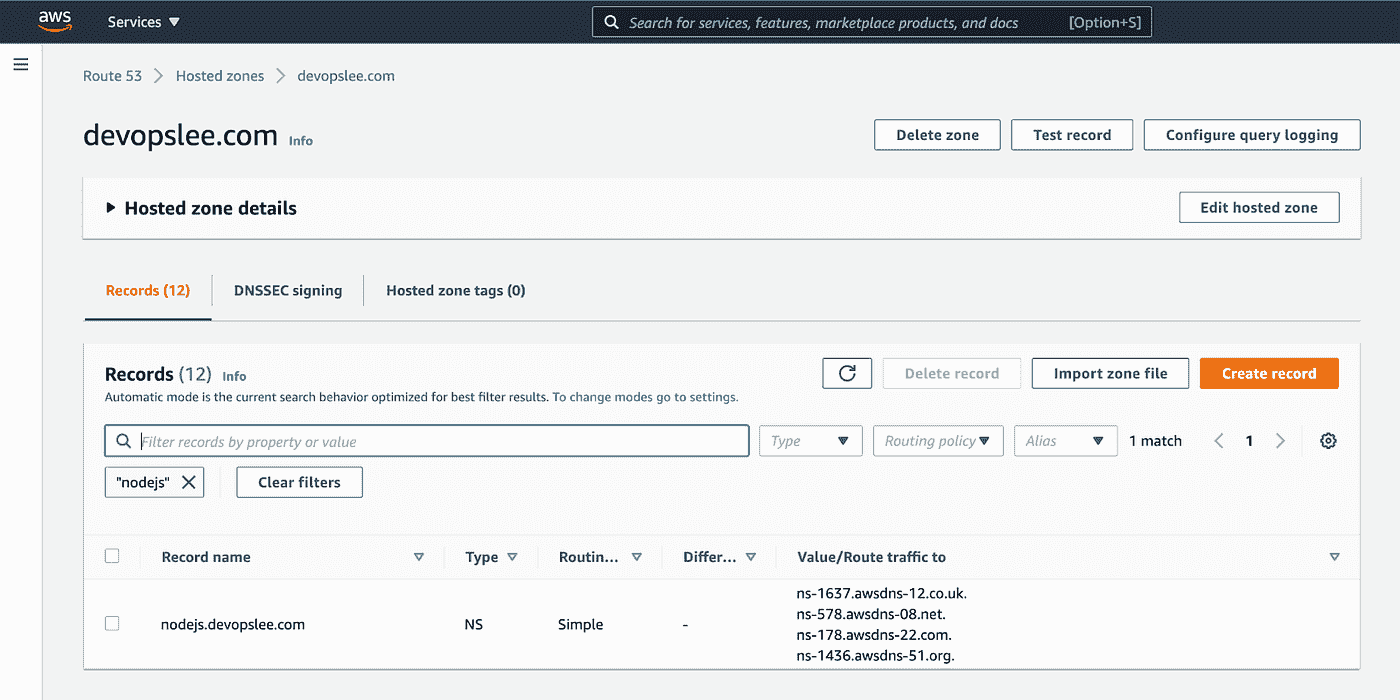 aws Services Search for services, features, marketplace products, and docs [Option+S]
Route 53 Hosted zones devopslee.com
devopslee.com Info Delete zone Test record Configure query logging
Hosted zone details Edit hosted zone
Records (12) DNSSEC signing Hosted zone tags (0)
Records (12) Info Delete record Import zone file Create record
Automatic mode is the current search behavior optimized for best filter results. To change modes go to settings.
Filter records by property or value Type Routing policy Alias 1 match 1
"nodejs" Clear filters
Record name Type Routin... Differ... Value/Route traffic to
ns-1637.awsdns-12.co.uk.
ns-578.awsdns-08.net.
nodejs.devopslee.com NS Simple -
ns-178.awsdns-22.com.
ns-1436.awsdns-51.org.